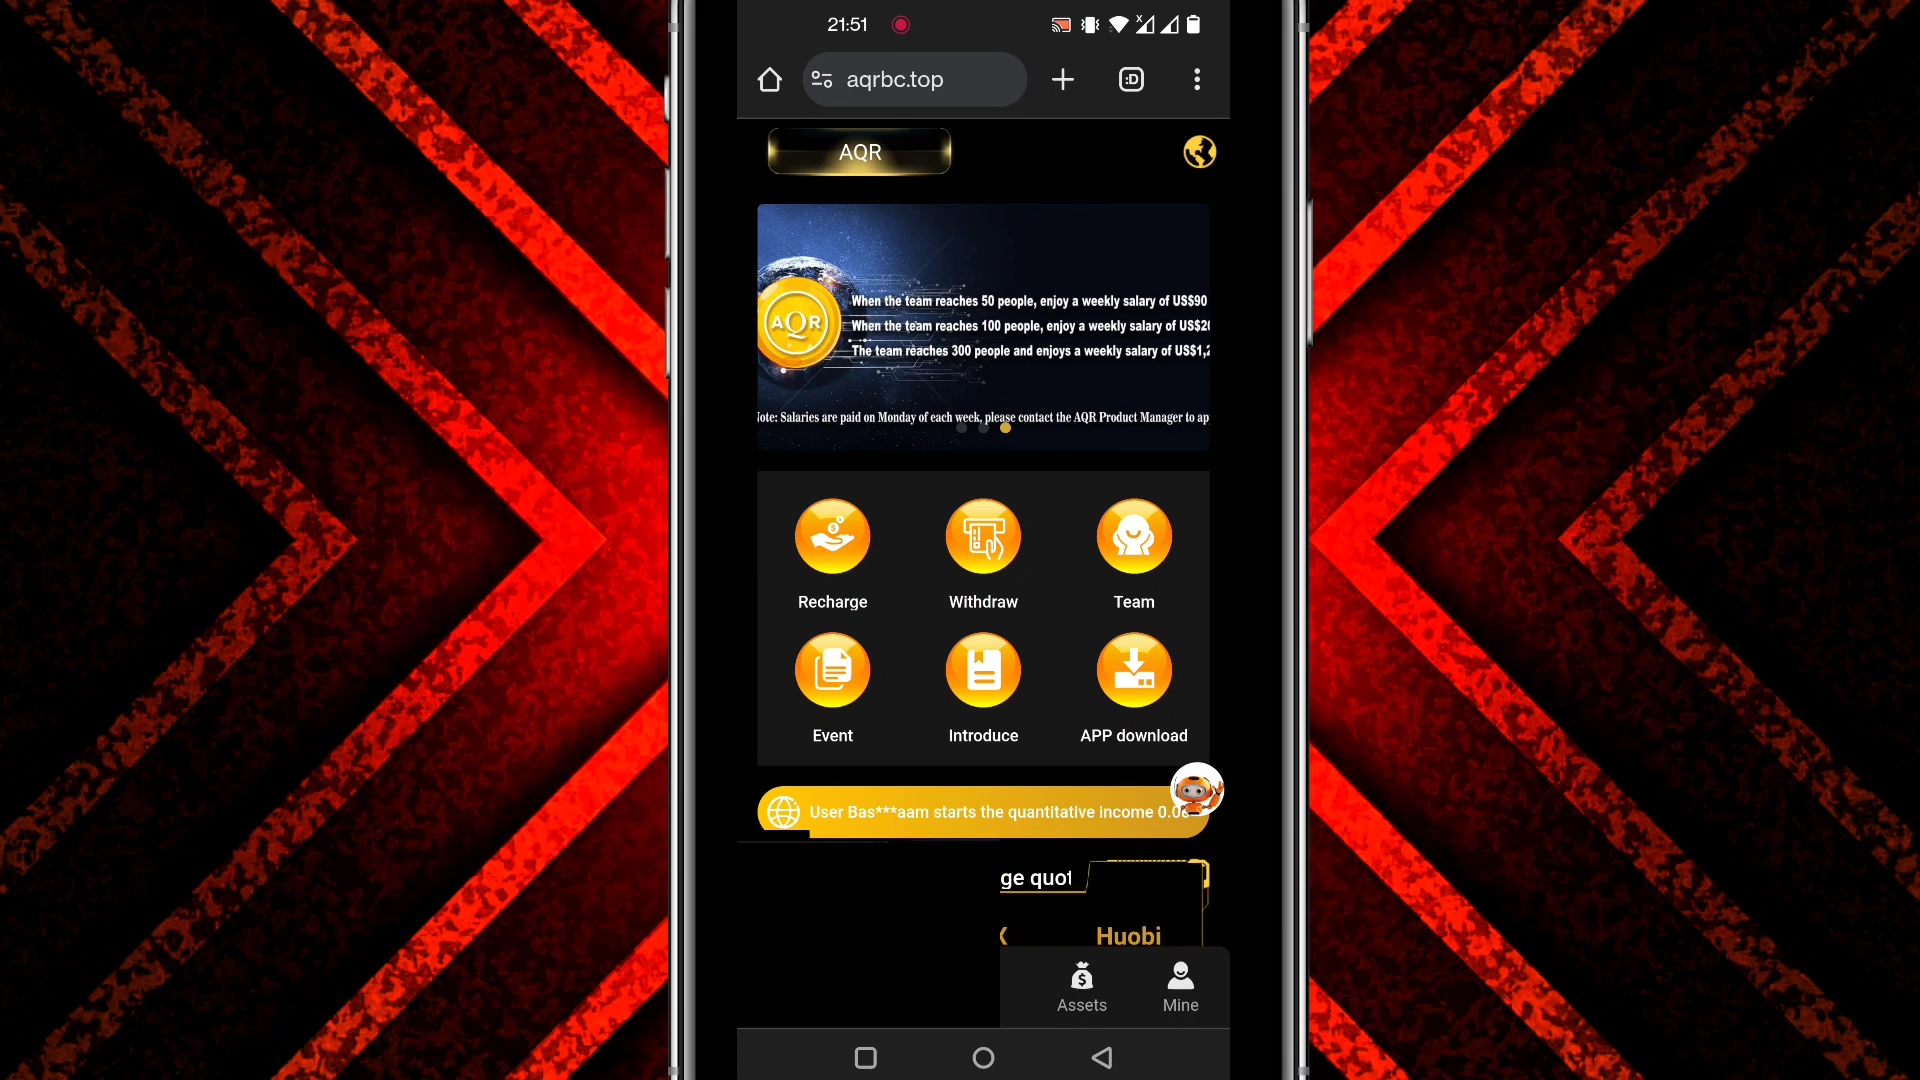 21:51
aqrbc.top
AQR
AQR
When the team reaches 50 people, enjoy a weekly salary of US$90
When the team reaches 100 people, enjoy a weekly salary of US$20
The team reaches 300 people and enjoys a weekly salary of US$1,2
Note: Salaries are paid on Monday of each week, please contact the AQR Product Manager to ap
Recharge
Withdraw
Team
Event
Introduce
APP download
User Bas***aam starts the quantitative income 0.0
ge quot
Huobi
Assets
Mine